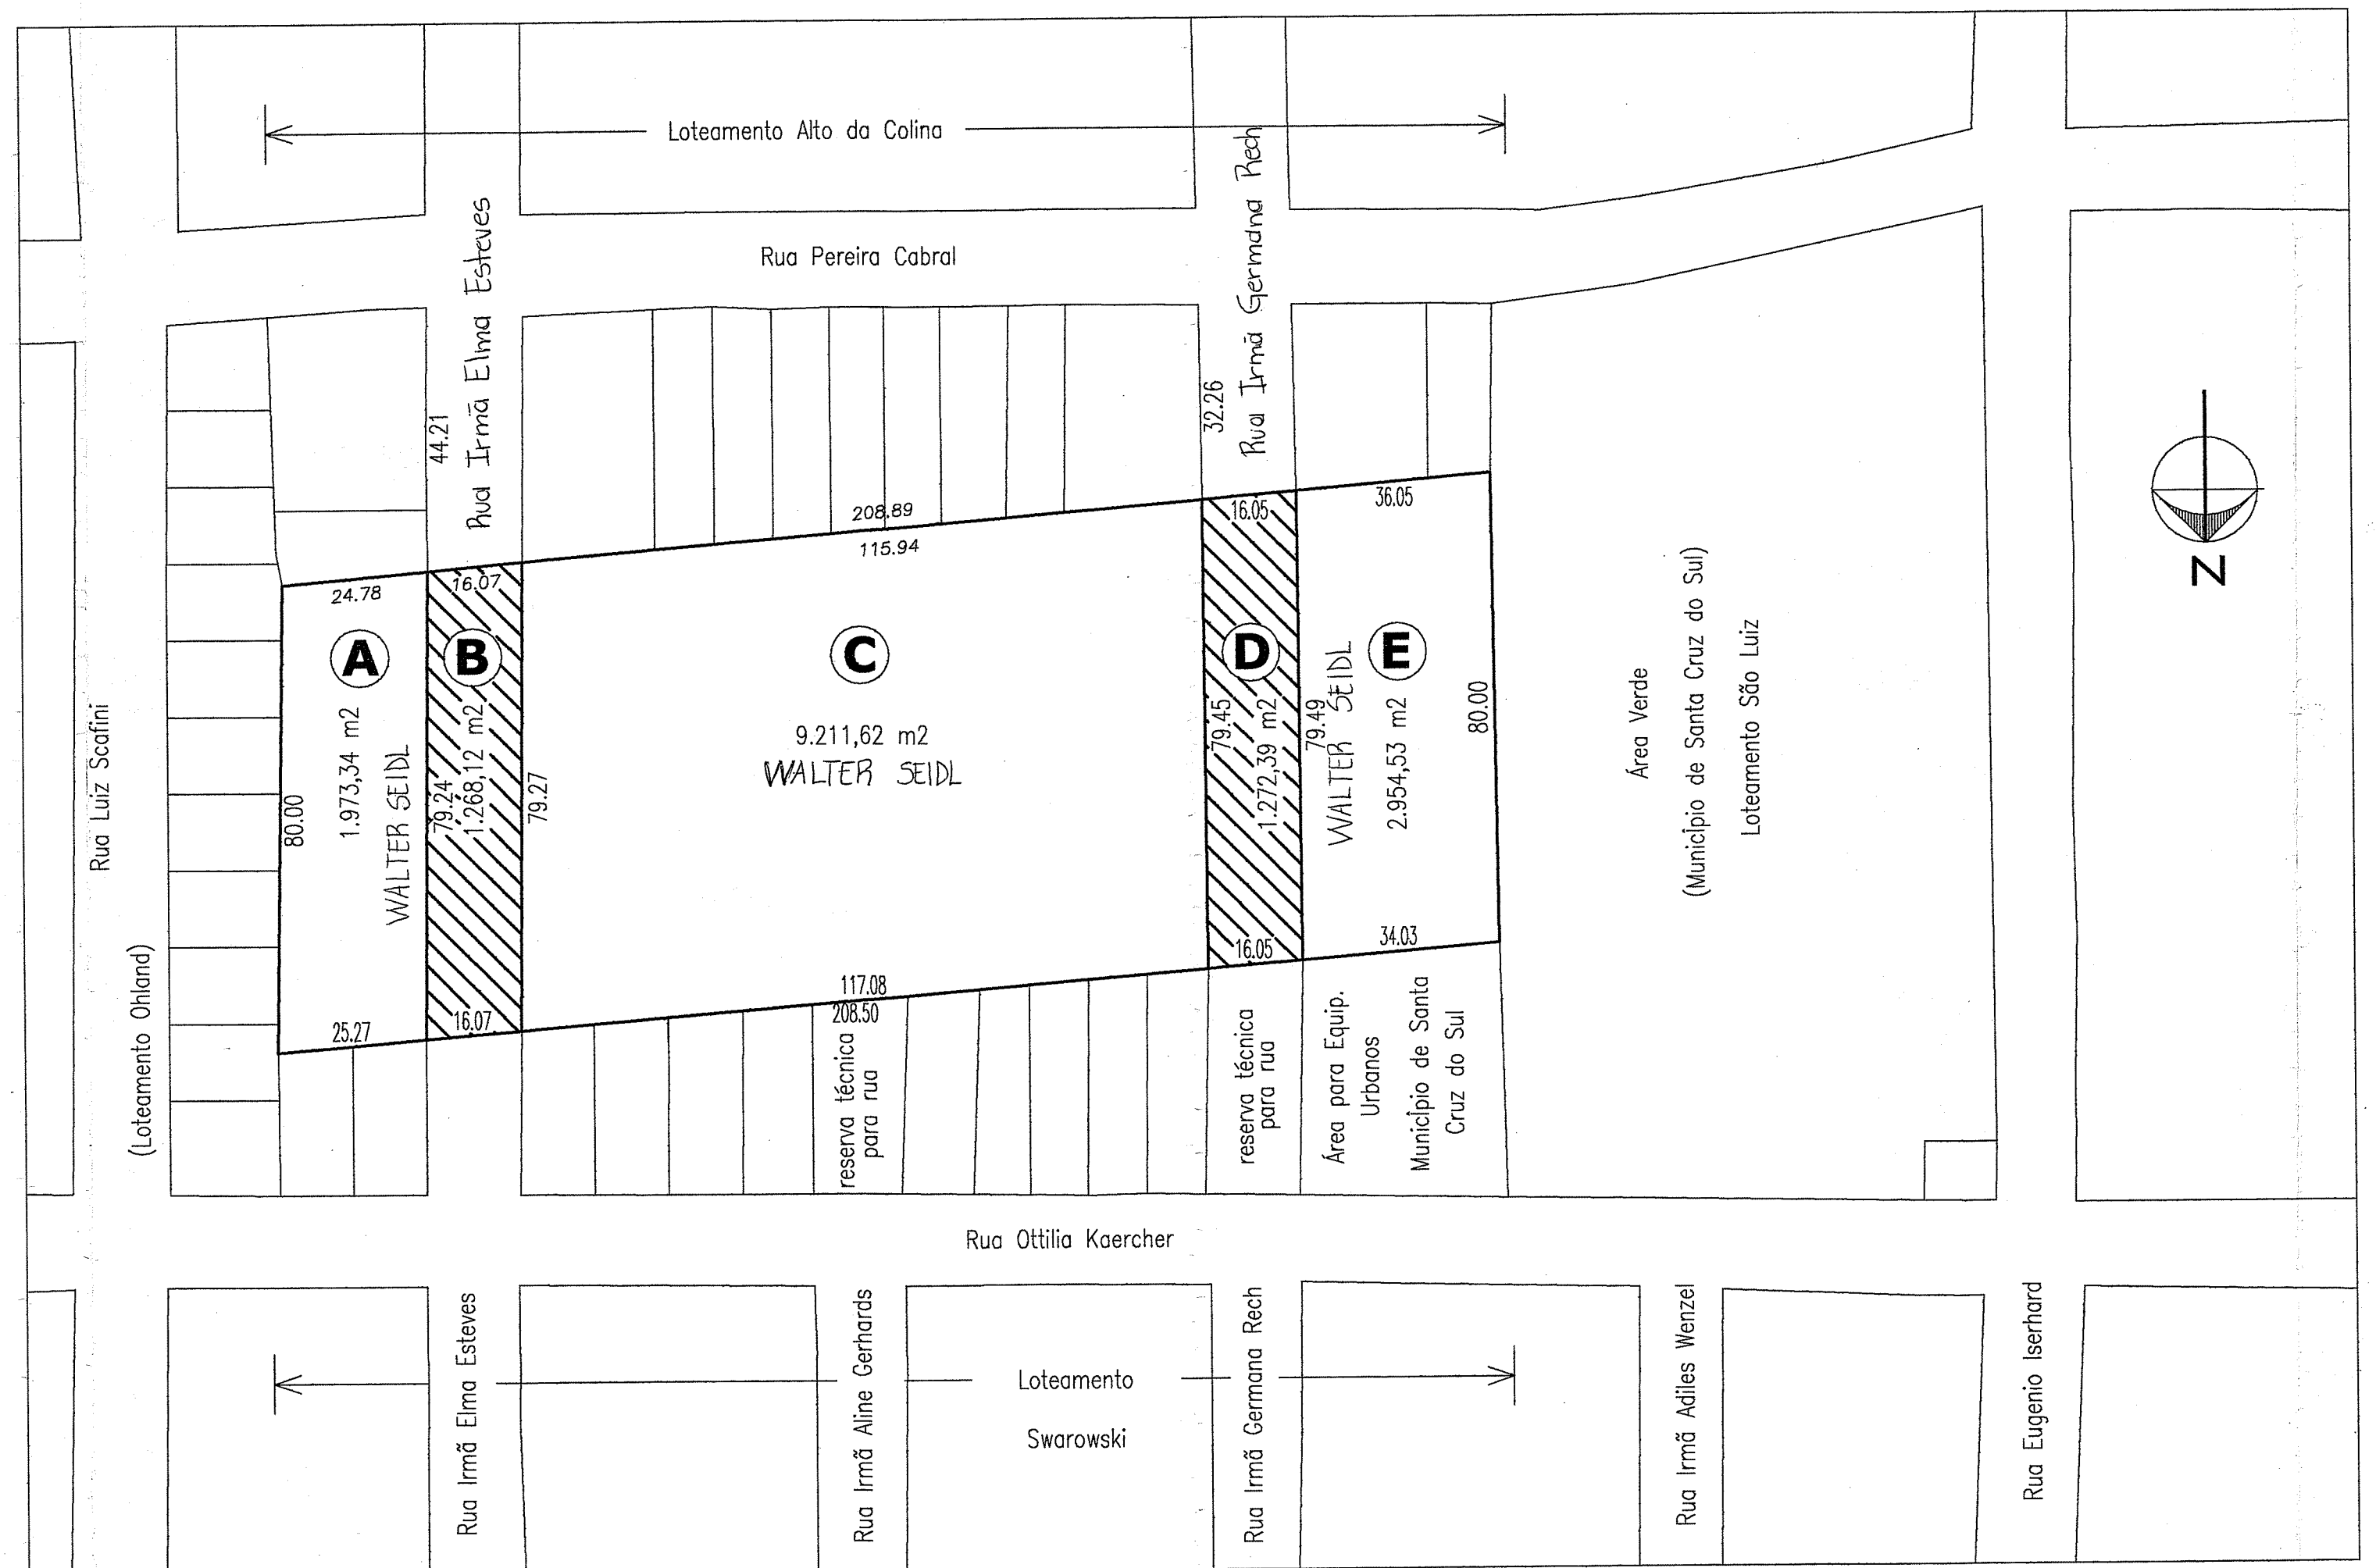 Loteamento Alto da Colina
Rua Pereira Cabral
Rua Irmã Elma Esteves
Rua Irmã Germana Rech
44.21
32.26
208.89
115.94
16.05
36.05
24.78
16.07
A
B
C
D
E
1.973,34 m2
WALTER SEIDL
80.00
79.24
1.268,12 m2
79.27
9.211,62 m2
WALTER SEIDL
79.45
1.272,39 m2
79.49
WALTER SEIDL
2.954,53 m2
80.00
Área Verde
(Município de Santa Cruz do Sul)
Loteamento São Luiz
N
Rua Luiz Scafini
(Loteamento Ohland)
25.27
16.07
117.08
208.50
16.05
34.03
reserva técnica
para rua
reserva técnica
para rua
Área para Equip.
Urbanos
Município de Santa
Cruz do Sul
Rua Ottilia Kaercher
Rua Irmã Elma Esteves
Rua Irmã Aline Gerhards
Loteamento
Swarowski
Rua Irmã Germana Rech
Rua Irmã Adiles Wenzel
Rua Eugenio Iserhard